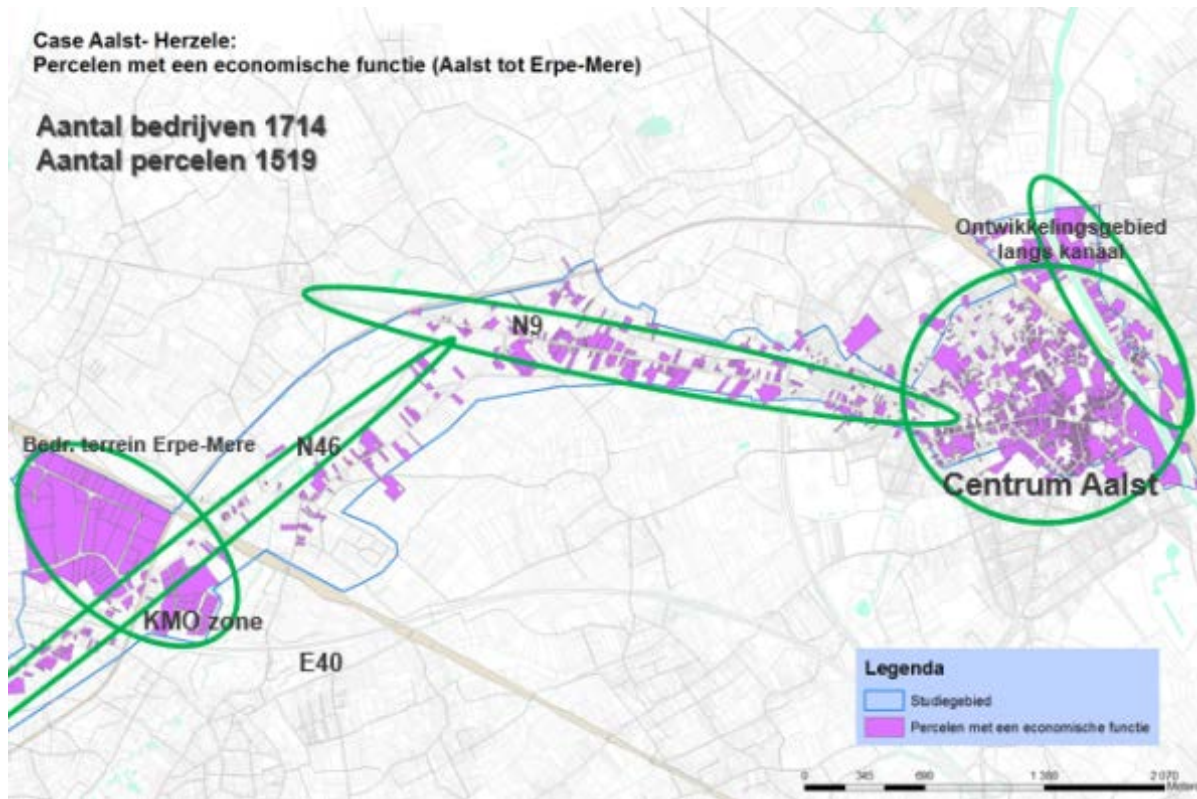 Case Aalst- Herzele:
Percelen met een economische functie (Aalst tot Erpe-Mere)
Aantal bedrijven 1714
Aantal percelen 1519
Ontwikkelingsgebied
langs kanaal
N9
N46
Bedr. terrein Erpe-Mere
Centrum Aalst
KMO zone
E40
Legenda
Studiegebied
Percelen met een economische functie
0 345 690 1 380 2 070
Meters